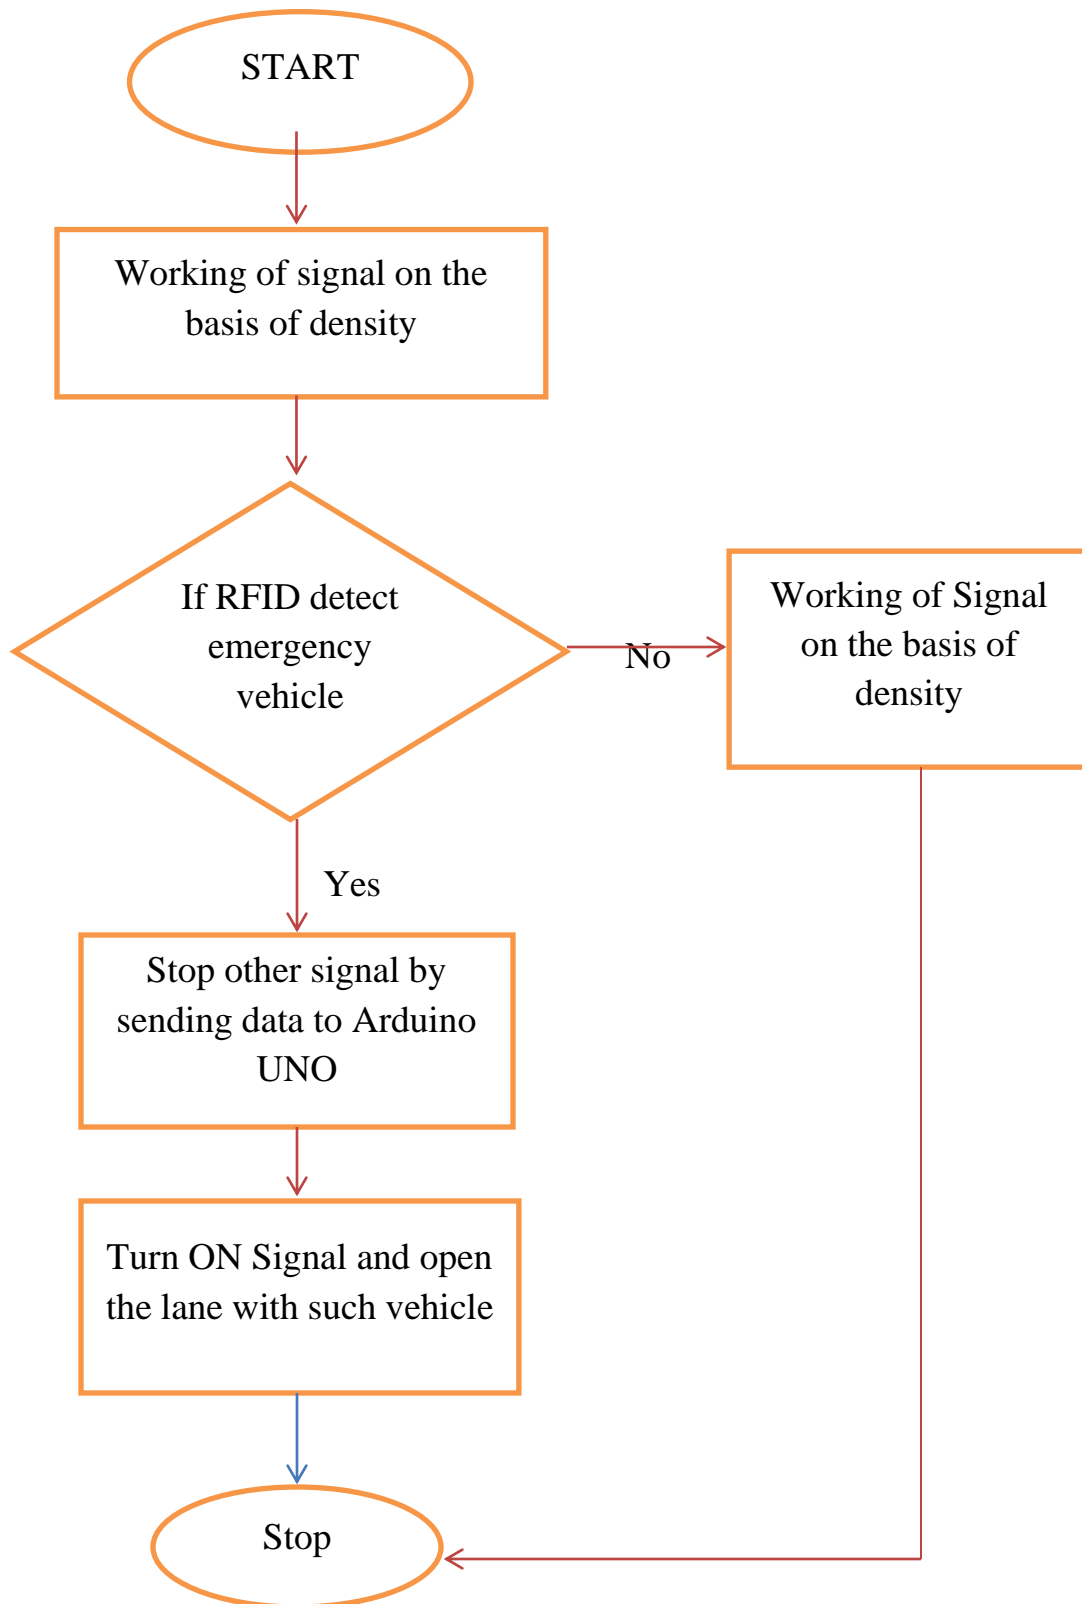 START
Working of signal on the
basis of density
If RFID detect
emergency
vehicle
No
Working of Signal
on the basis of
density
Yes
Stop other signal by
sending data to Arduino
UNO
Turn ON Signal and open
the lane with such vehicle
Stop